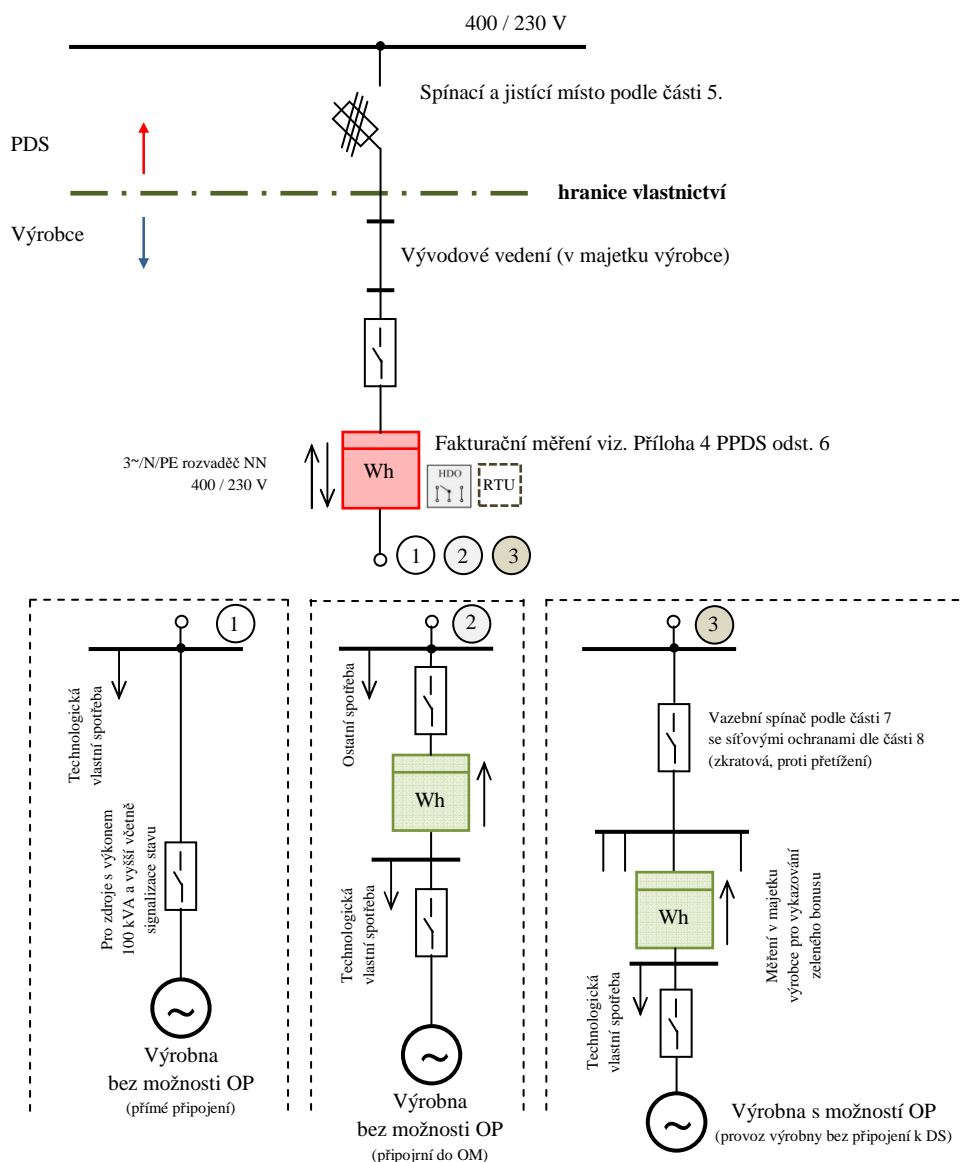 400 / 230 V
Spínací a jistící místo podle části 5.
PDS
hranice vlastnictví
Výrobce
Vývodové vedení (v majetku výrobce)
Fakturační měření viz. Příloha 4 PPDS odst. 6
3~/N/PE rozvaděč NN
400 / 230 V
Wh
HDO
RTU
1
2
3
1
Technologická
vlastní spotřeba
Pro zdroje s výkonem
100 kVA a vyšší včetně
signalizace stavu
~
Výrobna
bez možnosti OP
(přímé připojení)
2
Ostatní spotřeba
Wh
Technologická
vlastní spotřeba
~
Výrobna
bez možnosti OP
(připojrní do OM)
3
Vazební spínač podle části 7
se síťovými ochranami dle části 8
(zkratová, proti přetížení)
Wh
Měření v majetku
výrobce pro vykazování
zeleného bonusu
Technologická
vlastní spotřeba
~
Výrobna s možností OP
(provoz výrobny bez připojení k DS)